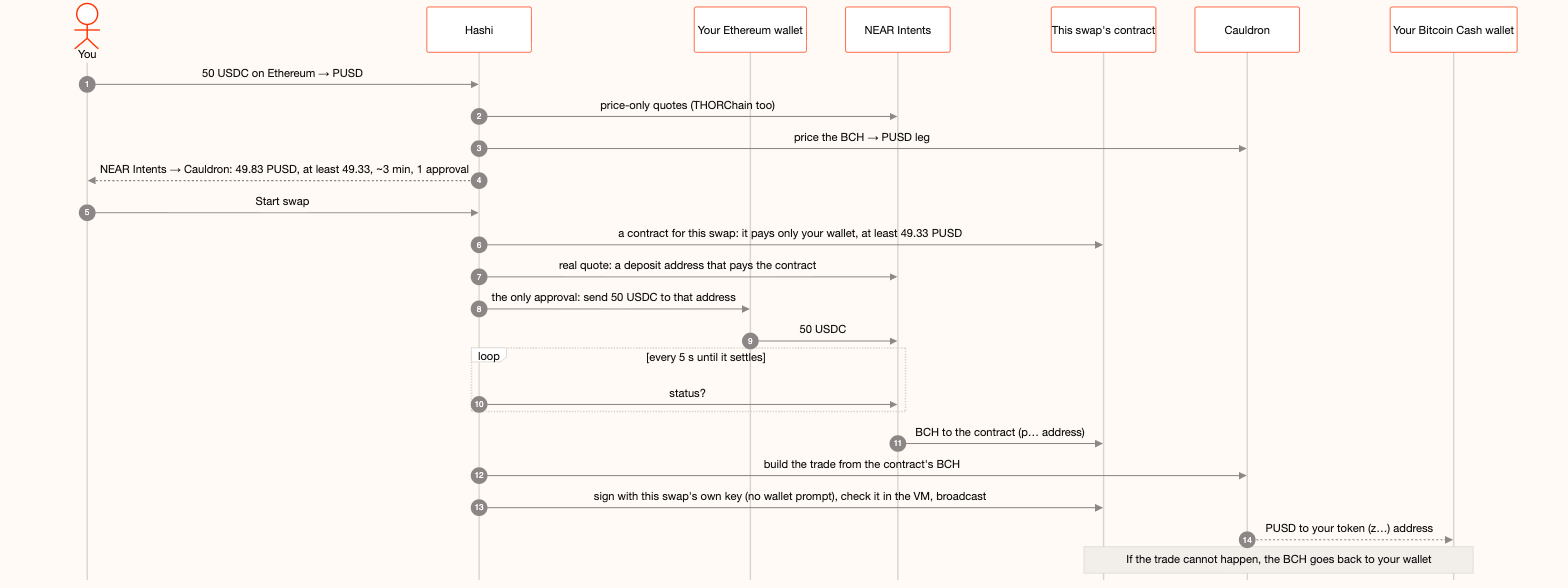 You
Hashi
Your Ethereum wallet
NEAR Intents
This swap's contract
Cauldron
Your Bitcoin Cash wallet
1
50 USDC on Ethereum → PUSD
2
price-only quotes (THORChain too)
3
price the BCH → PUSD leg
4
NEAR Intents → Cauldron: 49.83 PUSD, at least 49.33, ~3 min, 1 approval
5
Start swap
6
a contract for this swap: it pays only your wallet, at least 49.33 PUSD
7
real quote: a deposit address that pays the contract
8
the only approval: send 50 USDC to that address
9
50 USDC
loop
[every 5 s until it settles]
10
status?
11
BCH to the contract (p… address)
12
build the trade from the contract's BCH
13
sign with this swap's own key (no wallet prompt), check it in the VM, broadcast
14
PUSD to your token (z…) address
If the trade cannot happen, the BCH goes back to your wallet